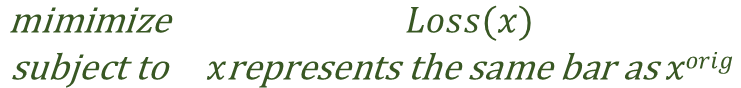 mimimize Loss(x)
subject to x represents the same bar as x^orig